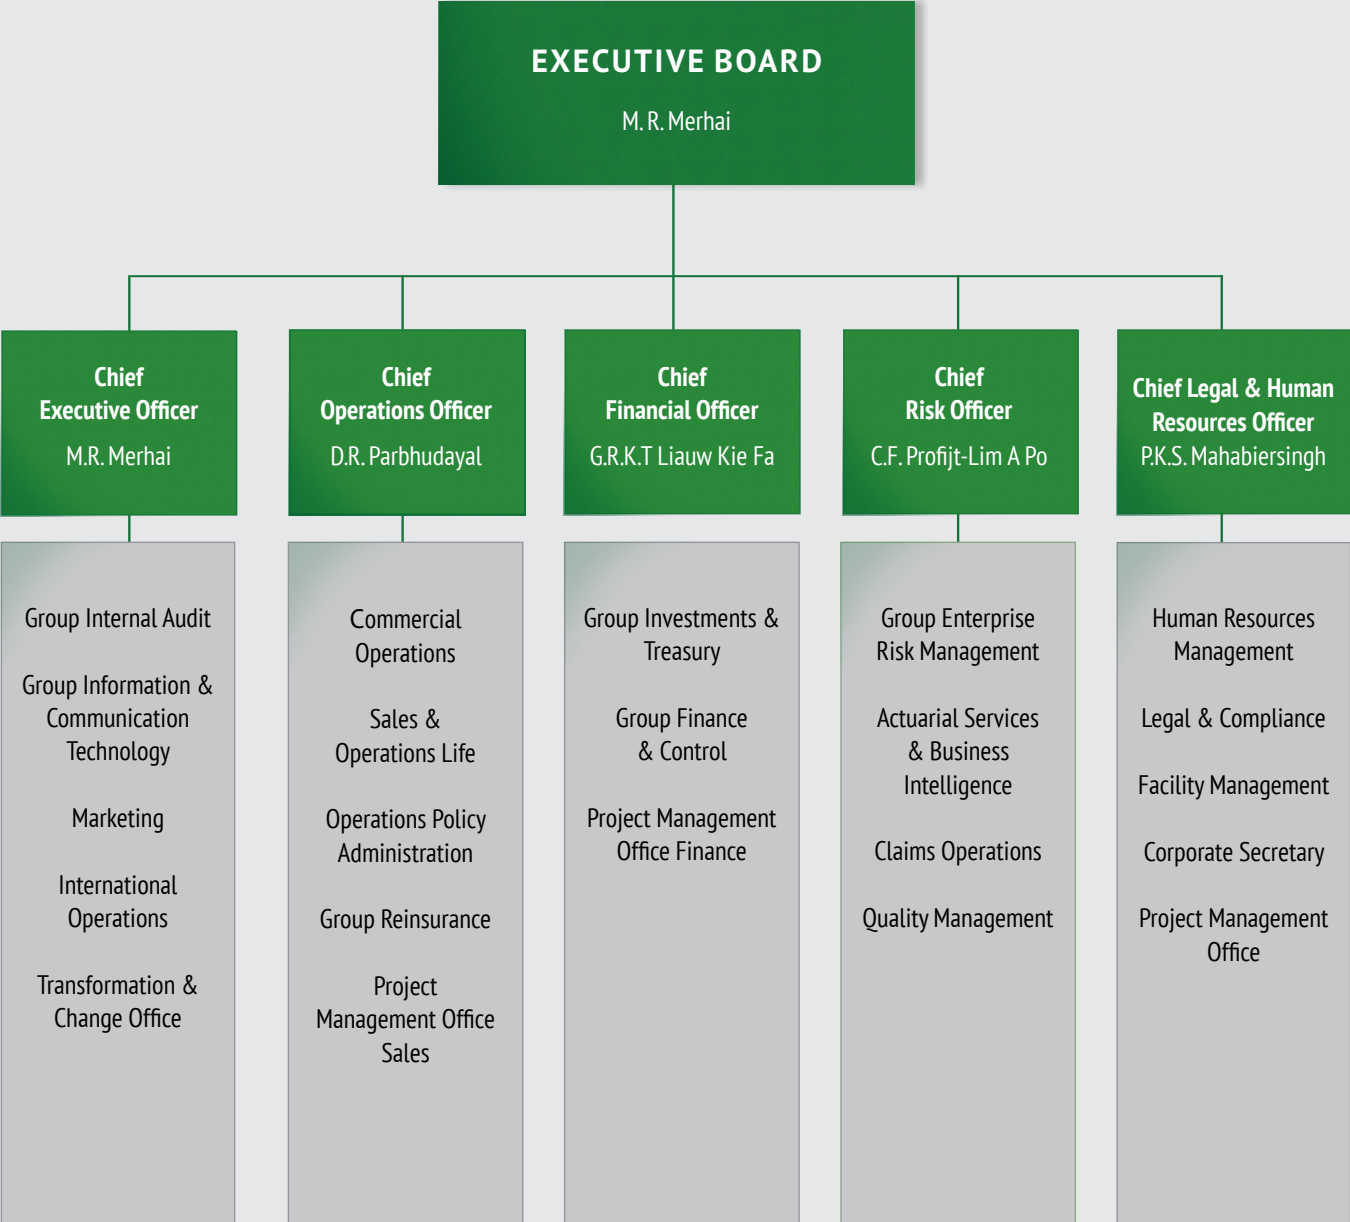 EXECUTIVE BOARD
M. R. Merhai
Chief
Executive Officer
M.R. Merhai
Chief
Operations Officer
D.R. Parbhudayal
Chief
Financial Officer
G.R.K.T Liauw Kie Fa
Chief
Risk Officer
C.F. Profijt-Lim A Po
Chief Legal & Human
Resources Officer
P.K.S. Mahabiersingh
Group Internal Audit
Group Information &
Communication
Technology
Marketing
International
Operations
Transformation &
Change Office
Commercial
Operations
Sales &
Operations Life
Operations Policy
Administration
Group Reinsurance
Project
Management Office
Sales
Group Investments &
Treasury
Group Finance
& Control
Project Management
Office Finance
Group Enterprise
Risk Management
Actuarial Services
& Business
Intelligence
Claims Operations
Quality Management
Human Resources
Management
Legal & Compliance
Facility Management
Corporate Secretary
Project Management
Office